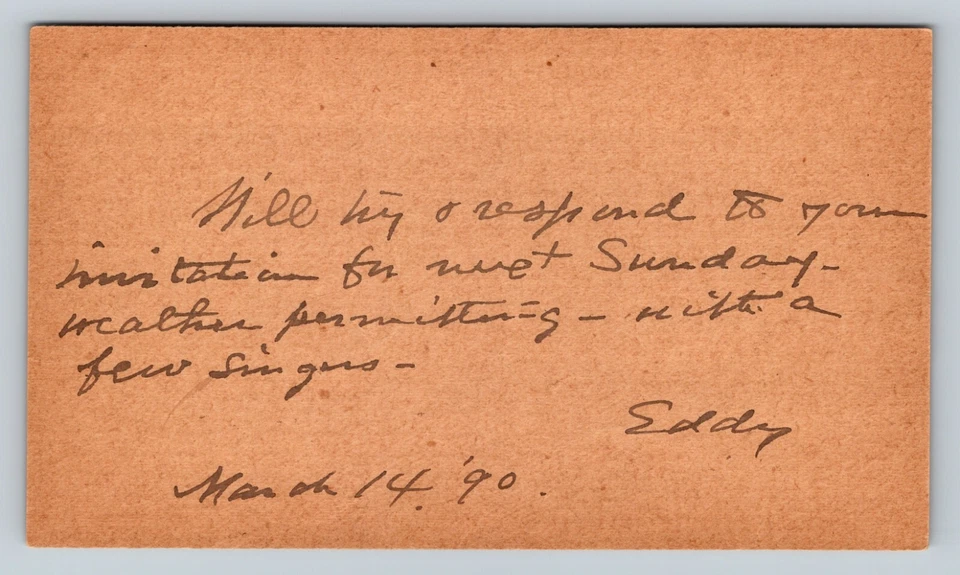 Will try & respond to your
invitation for next Sunday -
weather permitting - with a
few singers -
Eddy
March 14. '90.